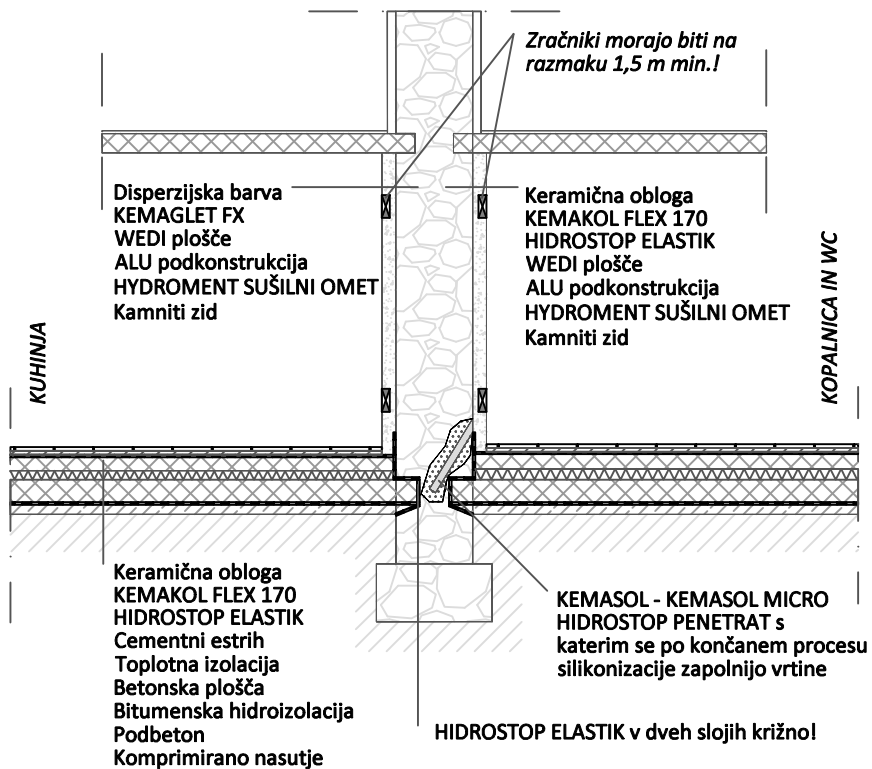 Zračniki morajo biti na
razmaku 1,5 m min.!
Disperzijska barva
KEMAGLET FX
WEDI plošče
ALU podkonstrukcija
HYDROMENT SUŠILNI OMET
Kamniti zid
Keramična obloga
KEMAKOL FLEX 170
HIDROSTOP ELASTIK
WEDI plošče
ALU podkonstrukcija
HYDROMENT SUŠILNI OMET
Kamniti zid
KUHINJA
KOPALNICA IN WC
Keramična obloga
KEMAKOL FLEX 170
HIDROSTOP ELASTIK
Cementni estrih
Toplotna izolacija
Betonska plošča
Bitumenska hidroizolacija
Podbeton
Komprimirano nasutje
KEMASOL - KEMASOL MICRO
HIDROSTOP PENETRAT s
katerim se po končanem procesu
silikonizacije zapolnijo vrtine
HIDROSTOP ELASTIK v dveh slojih križno!